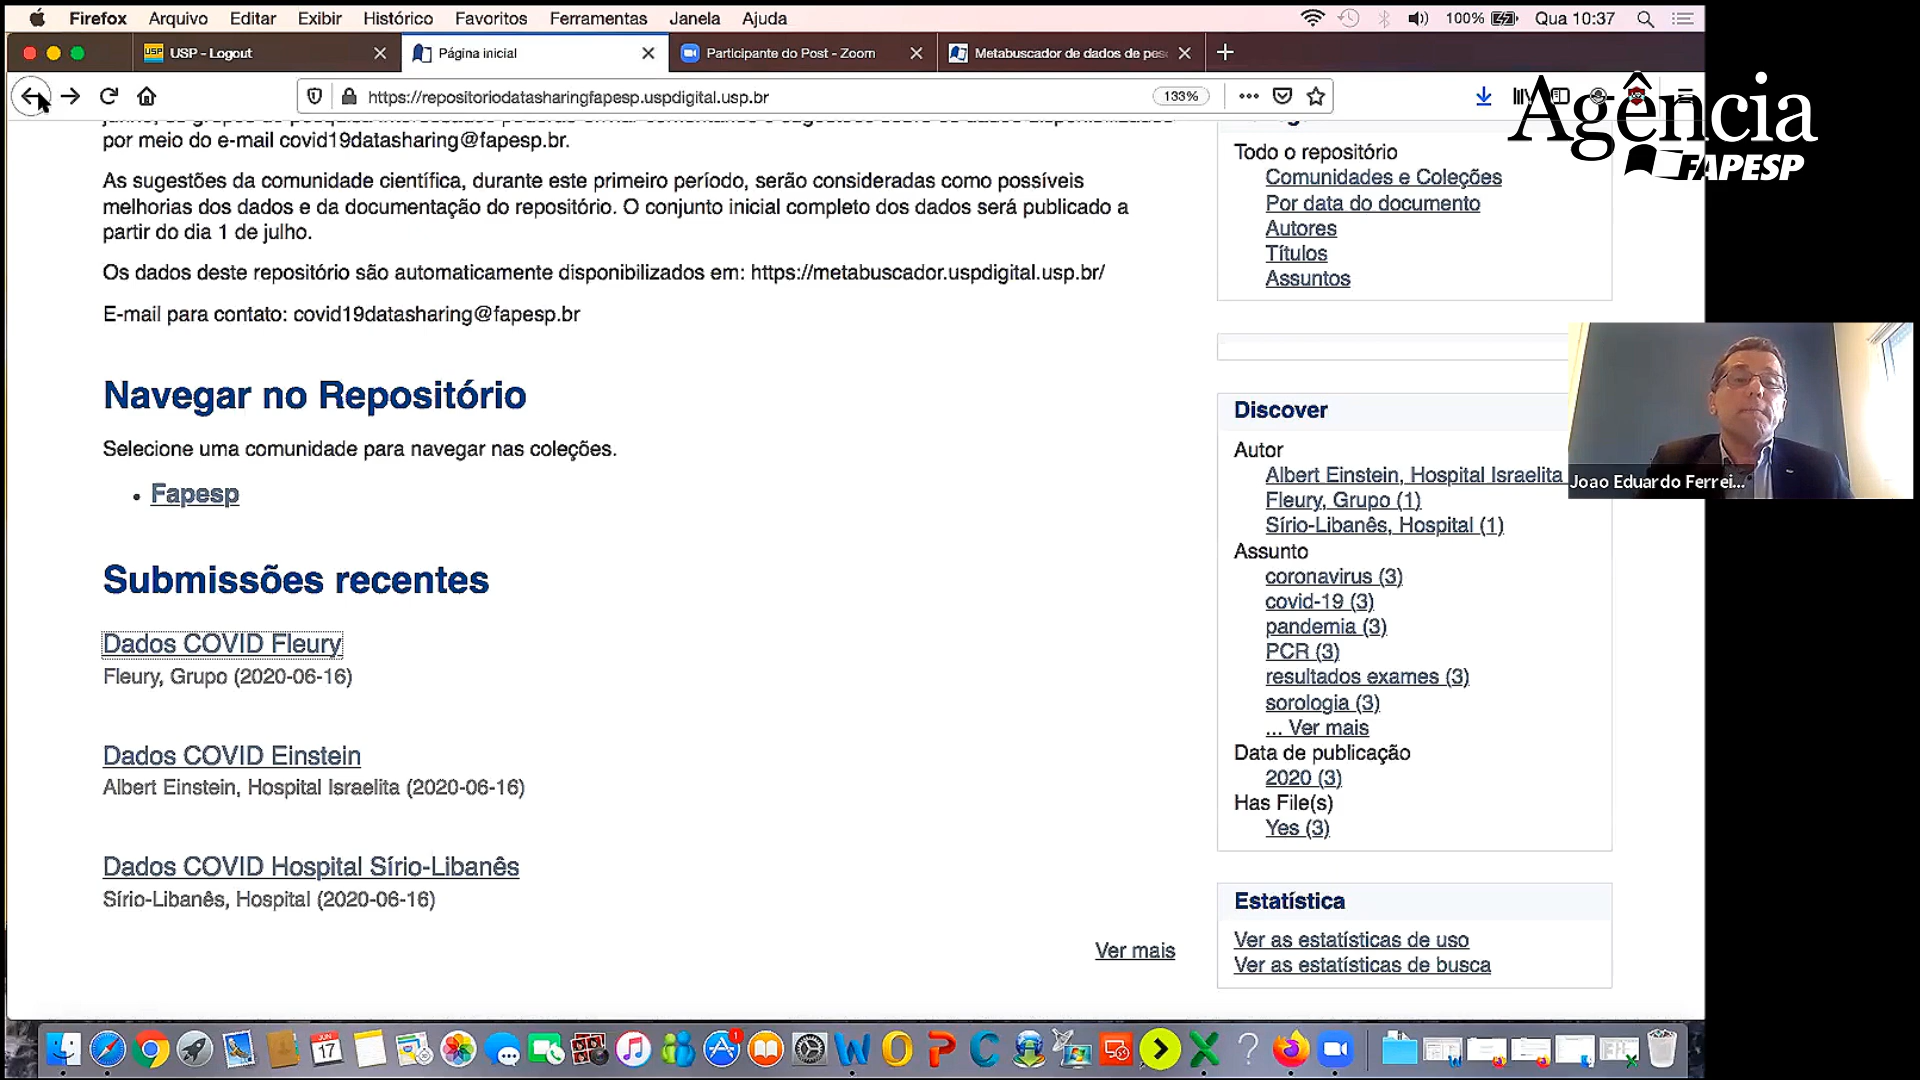 Firefox Arquivo Editar Exibir Histórico Favoritos Ferramentas Janela Ajuda 100% Qua 10:37
USP - Logout
Página inicial
Participante do Post - Zoom
Metabuscador de dados de pes
https://repositoriodatasharingfapesp.uspdigital.usp.br 133%
Agência
FAPESP
por meio do e-mail covid19datasharing@fapesp.br.
As sugestões da comunidade científica, durante este primeiro período, serão consideradas como possíveis
melhorias dos dados e da documentação do repositório. O conjunto inicial completo dos dados será publicado a
partir do dia 1 de julho.
Os dados deste repositório são automaticamente disponibilizados em: https://metabuscador.uspdigital.usp.br/
E-mail para contato: covid19datasharing@fapesp.br
Navegar no Repositório
Selecione uma comunidade para navegar nas coleções.
• Fapesp
Submissões recentes
Dados COVID Fleury
Fleury, Grupo (2020-06-16)
Dados COVID Einstein
Albert Einstein, Hospital Israelita (2020-06-16)
Dados COVID Hospital Sírio-Libanês
Sírio-Libanês, Hospital (2020-06-16)
Ver mais
Todo o repositório
Comunidades e Coleções
Por data do documento
Autores
Títulos
Assuntos
Discover
Autor
Albert Einstein, Hospital Israelita
Fleury, Grupo (1)
Sírio-Libanês, Hospital (1)
Assunto
coronavirus (3)
covid-19 (3)
pandemia (3)
PCR (3)
resultados exames (3)
sorologia (3)
... Ver mais
Data de publicação
2020 (3)
Has File(s)
Yes (3)
Estatística
Ver as estatísticas de uso
Ver as estatísticas de busca
Joao Eduardo Ferrei...
JUN
17
1